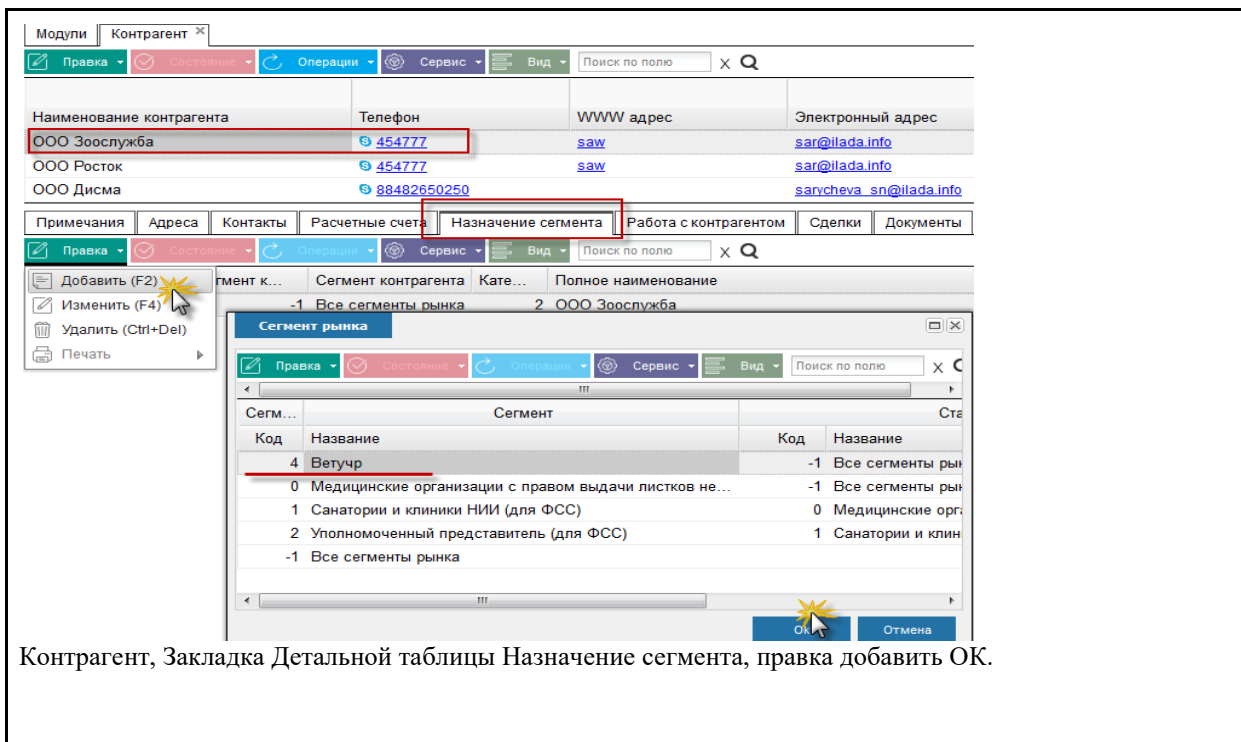 Модули Контрагент
Правка Состояние Операции Сервис Вид Поиск по полю X
Наименование контрагента Телефон WWW адрес Электронный адрес
ООО Зоослужба 454777 saw sar@ilada.info
ООО Росток 454777 saw sar@ilada.info
ООО Дисма 88482650250 sarycheva_sn@ilada.info
Примечания Адреса Контакты Расчетные счета Назначение сегмента Работа с контрагентом Сделки Документы
Правка Состояние Операции Сервис Вид Поиск по полю X
Добавить (F2) гмент к... Сегмент контрагента Кате... Полное наименование
Изменить (F4) -1 Все сегменты рынка 2 ООО Зоослужба
Удалить (Ctrl+Del)
Печать
Сегмент рынка
Правка Состояние Операции Сервис Вид Поиск по полю X
Сегм... Сегмент Ста
Код Название Код Название
4 Ветучр -1 Все сегменты рын
0 Медицинские организации с правом выдачи листков не... -1 Все сегменты рын
1 Санатории и клиники НИИ (для ФСС) 0 Медицинские орга
2 Уполномоченный представитель (для ФСС) 1 Санатории и клин
-1 Все сегменты рынка
Отмена
Контрагент, Закладка Детальной таблицы Назначение сегмента, правка добавить ОК.